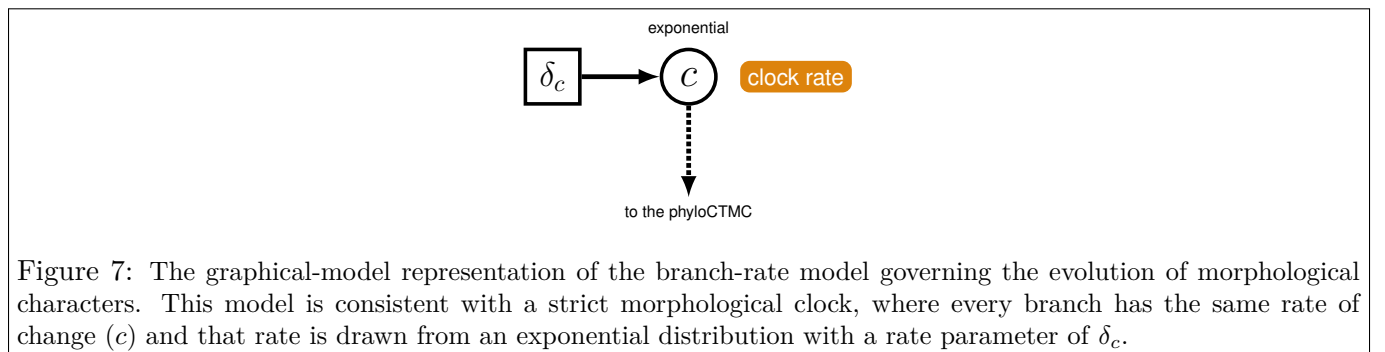 exponential
δc c clock rate
to the phyloCTMC
Figure 7: The graphical-model representation of the branch-rate model governing the evolution of morphological
characters. This model is consistent with a strict morphological clock, where every branch has the same rate of
change (c) and that rate is drawn from an exponential distribution with a rate parameter of δc.